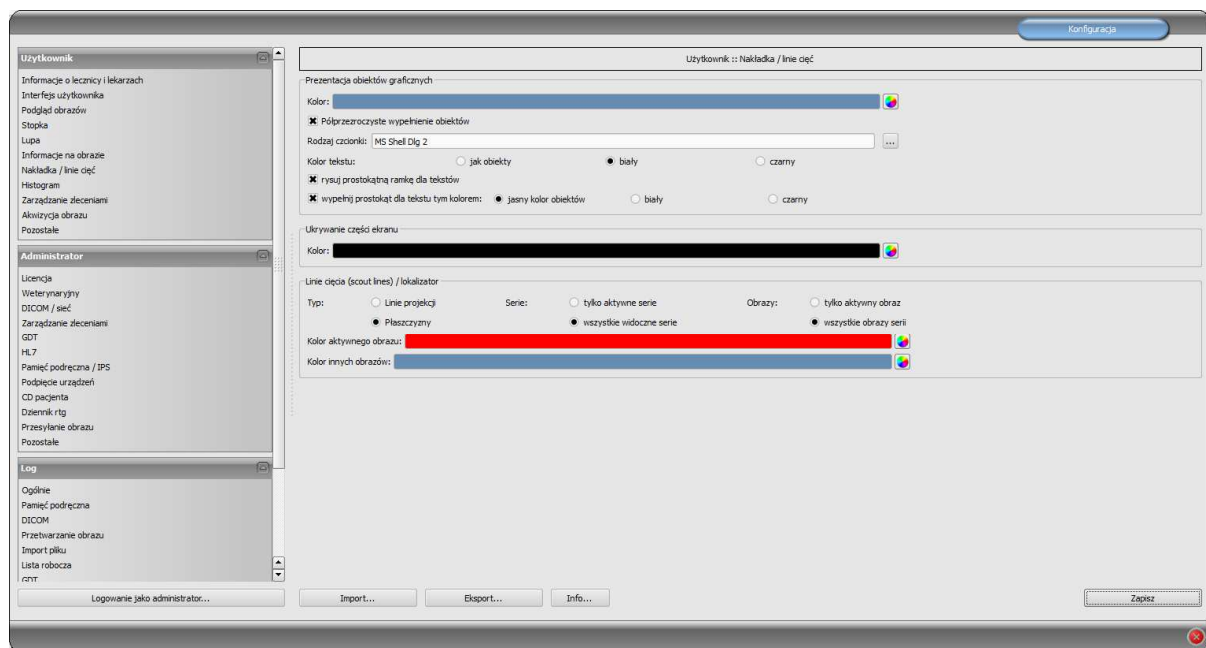 Konfiguracja
Użytkownik
Informacje o lecznicy i lekarzach
Interfejs użytkownika
Podgląd obrazów
Stopka
Lupa
Informacje na obrazie
Nakładka / linie cięć
Histogram
Zarządzanie zleceniami
Akwizycja obrazu
Pozostałe
Administrator
Licencja
Weterynaryjny
DICOM / sieć
Zarządzanie zleceniami
GDT
HL7
Pamięć podręczna / IPS
Podpięcie urządzeń
CD pacjenta
Dziennik rtg
Przesyłanie obrazu
Pozostałe
Log
Ogólnie
Pamięć podręczna
DICOM
Przetwarzanie obrazu
Import pliku
Lista robocza
GDT
Logowanie jako administrator...
Użytkownik :: Nakładka / linie cięć
Prezentacja obiektów graficznych
Kolor:
Półprzezroczyste wypełnienie obiektów
Rodzaj czcionki: MS Shell Dlg 2 ...
Kolor tekstu: jak obiekty biały czarny
rysuj prostokątną ramkę dla tekstów
wypełnij prostokąt dla tekstu tym kolorem: jasny kolor obiektów biały czarny
Ukrywanie części ekranu
Kolor:
Linie cięcia (scout lines) / lokalizator
Typ: Linie projekcji Serie: tylko aktywne serie Obrazy: tylko aktywny obraz
Płaszczyzny wszystkie widoczne serie wszystkie obrazy serii
Kolor aktywnego obrazu:
Kolor innych obrazów:
Import... Eksport... Info... Zapisz